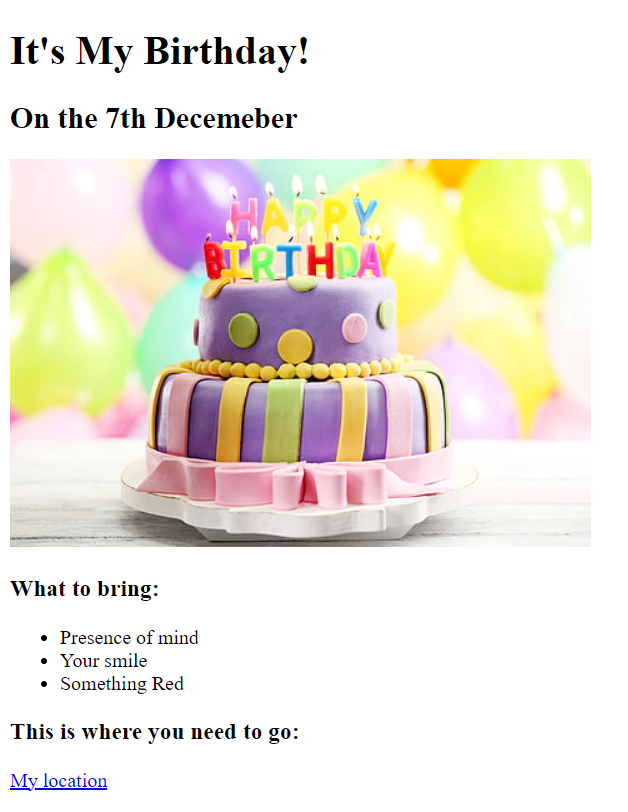 It's My Birthday!
On the 7th Decemeber
HAPPY
BIRTHDAY
What to bring:
Presence of mind
Your smile
Something Red
This is where you need to go:
My location